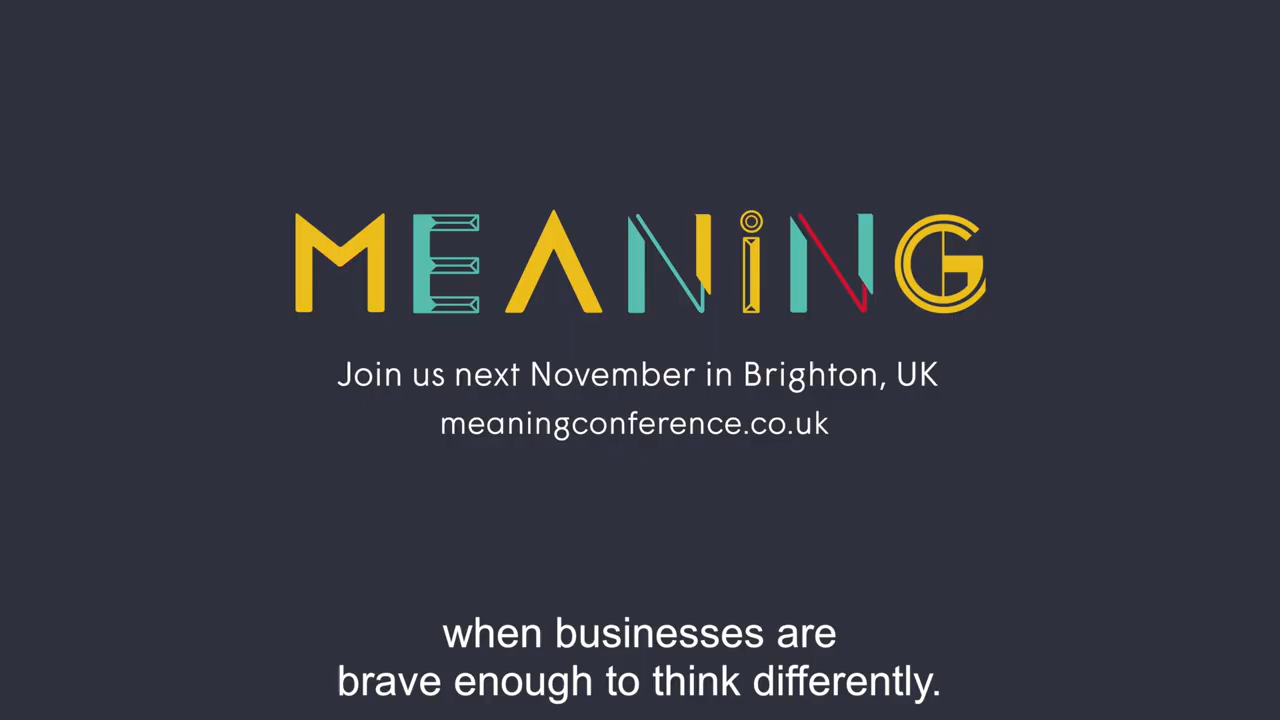 MEANiNG
Join us next November in Brighton, UK
meaningconference.co.uk
when businesses are
brave enough to think differently.